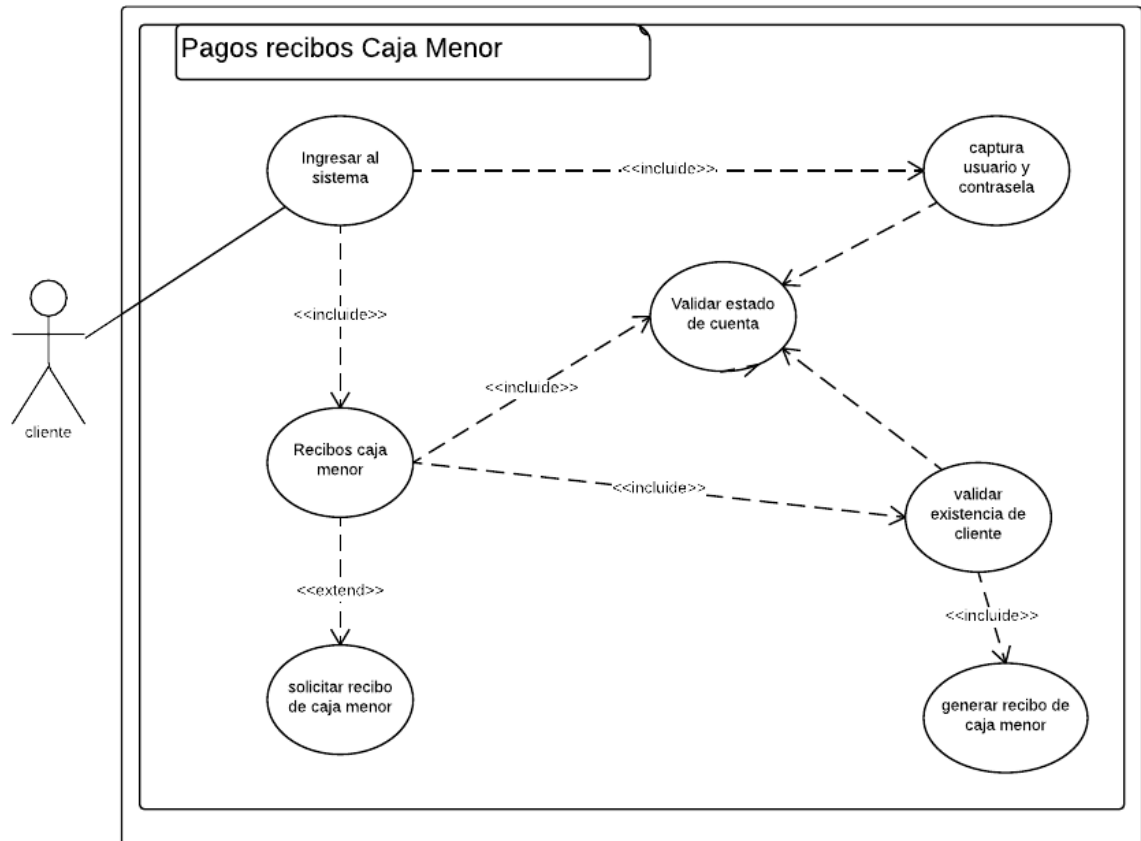 Pagos recibos Caja Menor
Ingresar al
sistema
<<incluide>>
captura
usuario y
contrasela
Validar estado
de cuenta
<<incluide>>
<<incluide>>
cliente
Recibos caja
menor
<<incluide>>
validar
existencia de
cliente
<<extend>>
<<incluide>>
solicitar recibo
de caja menor
generar recibo de
caja menor